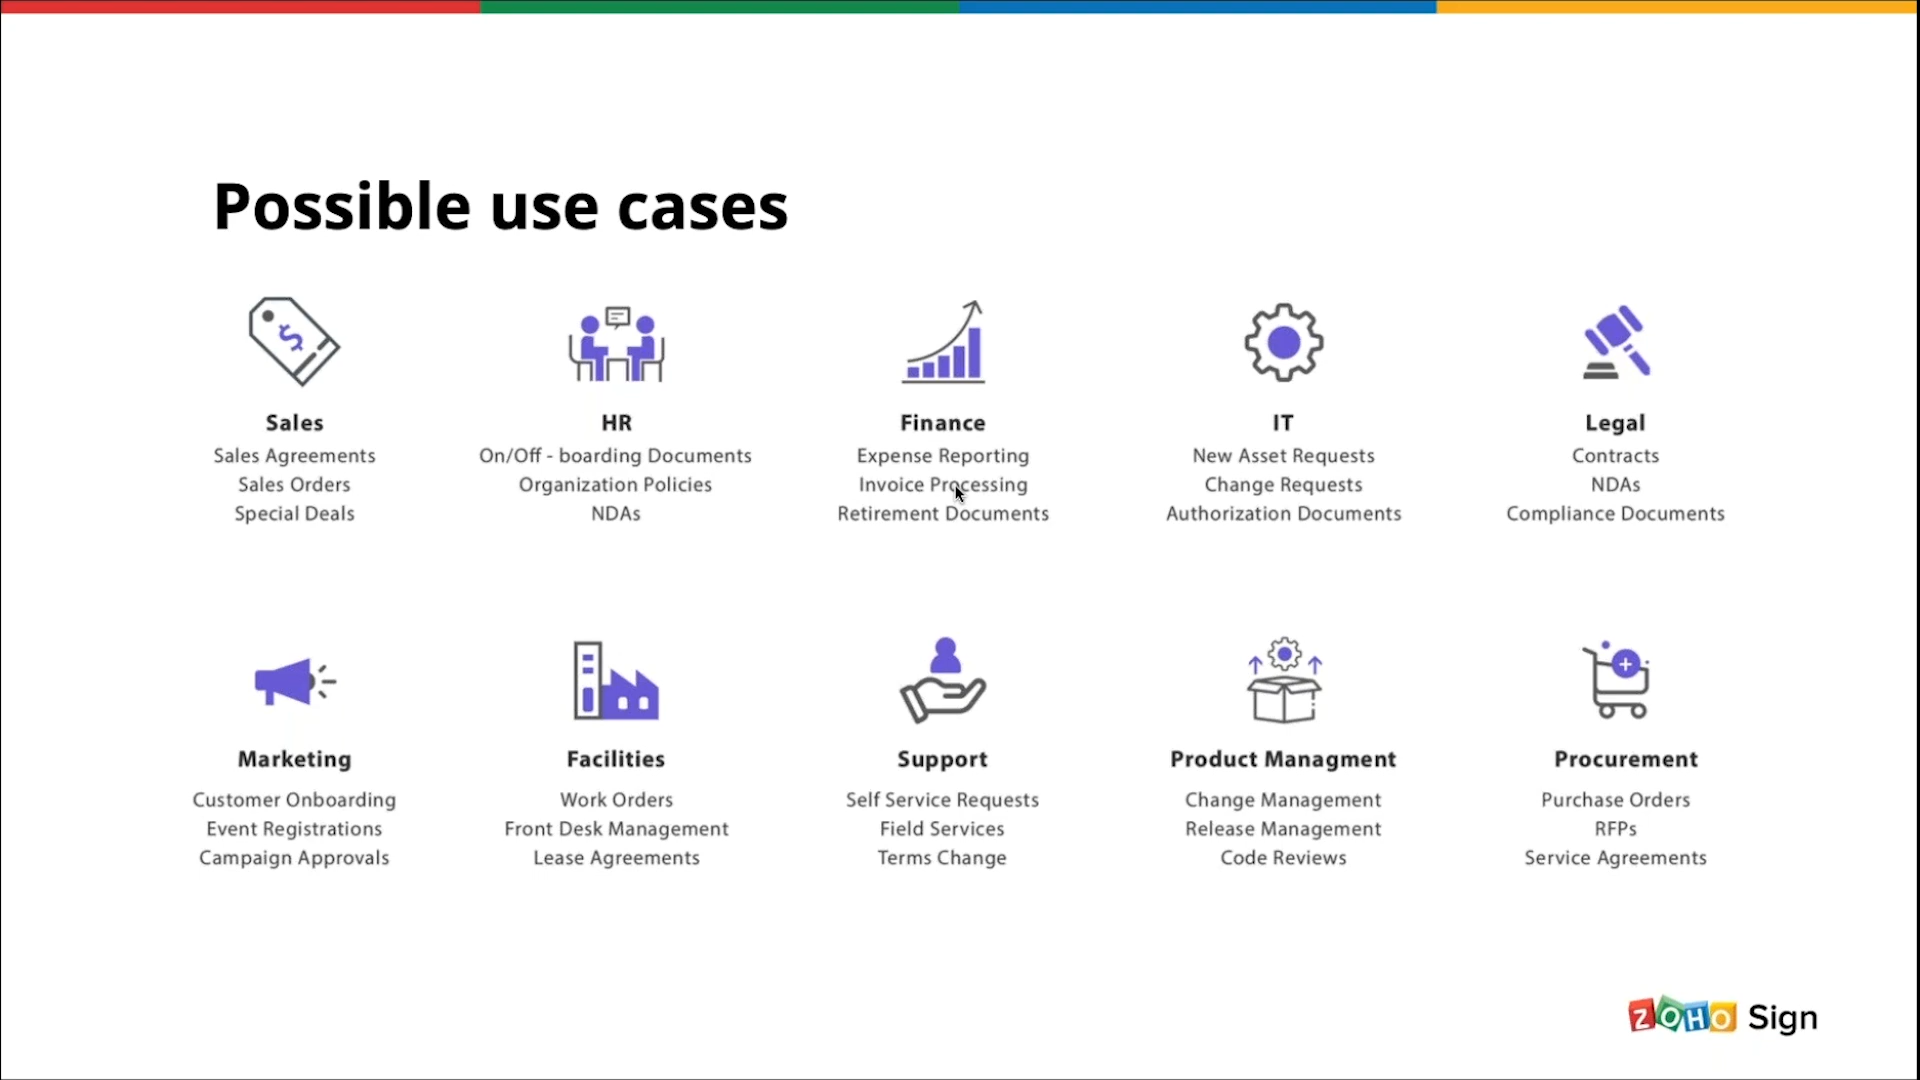 Possible use cases
$
Sales
Sales Agreements
Sales Orders
Special Deals
HR
On/Off - boarding Documents
Organization Policies
NDAs
Finance
Expense Reporting
Invoice Processing
Retirement Documents
IT
New Asset Requests
Change Requests
Authorization Documents
Legal
Contracts
NDAs
Compliance Documents
Marketing
Customer Onboarding
Event Registrations
Campaign Approvals
Facilities
Work Orders
Front Desk Management
Lease Agreements
Support
Self Service Requests
Field Services
Terms Change
Product Managment
Change Management
Release Management
Code Reviews
Procurement
Purchase Orders
RFPs
Service Agreements
ZOHO Sign